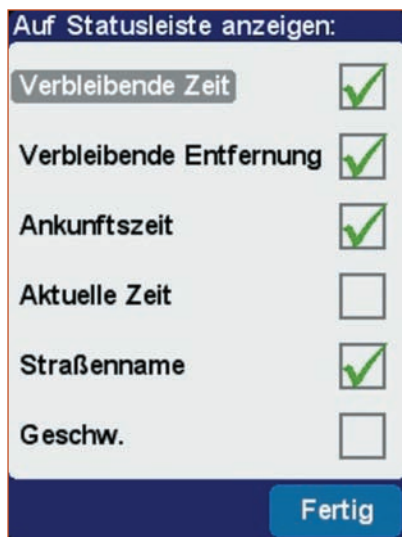 Auf Statusleiste anzeigen:
Verbleibende Zeit
Verbleibende Entfernung
Ankunftszeit
Aktuelle Zeit
Straßenname
Geschw.
Fertig